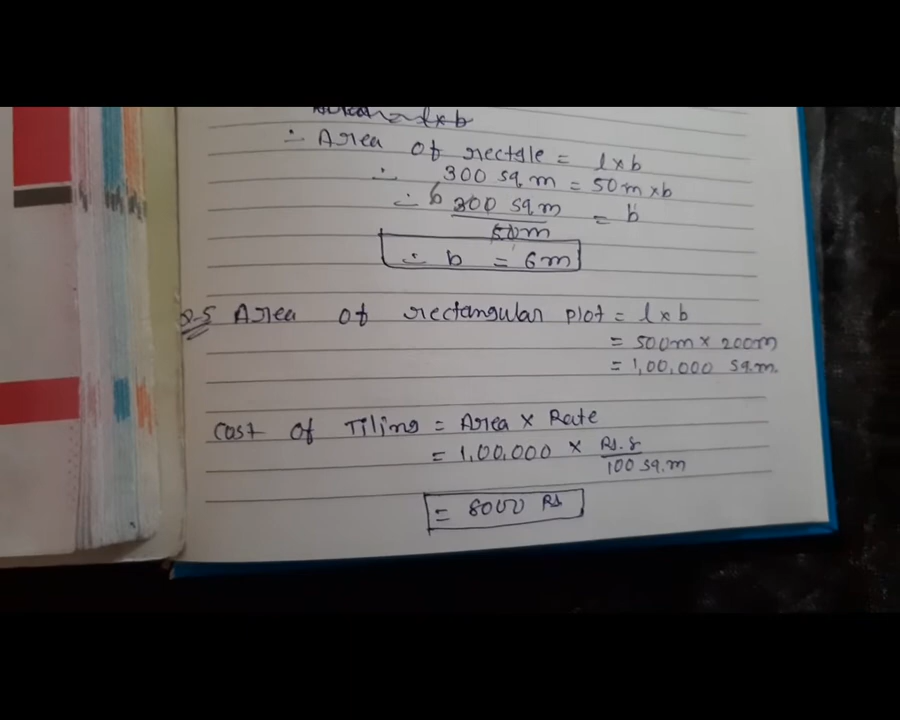 = l × b
∴ Area of rectgle = l × b
∴ 300 sq.m = 50 m × b
∴ 6 300 sq m / 50m = b
∴ b = 6m
Q-5 Area of rectangular plot = l × b
= 500m × 200m
= 1,00,000 sq.m.
Cost of Tiling = Area × Rate
= 1,00,000 × Rs. 8 / 100 sq.m
= 8000 Rs